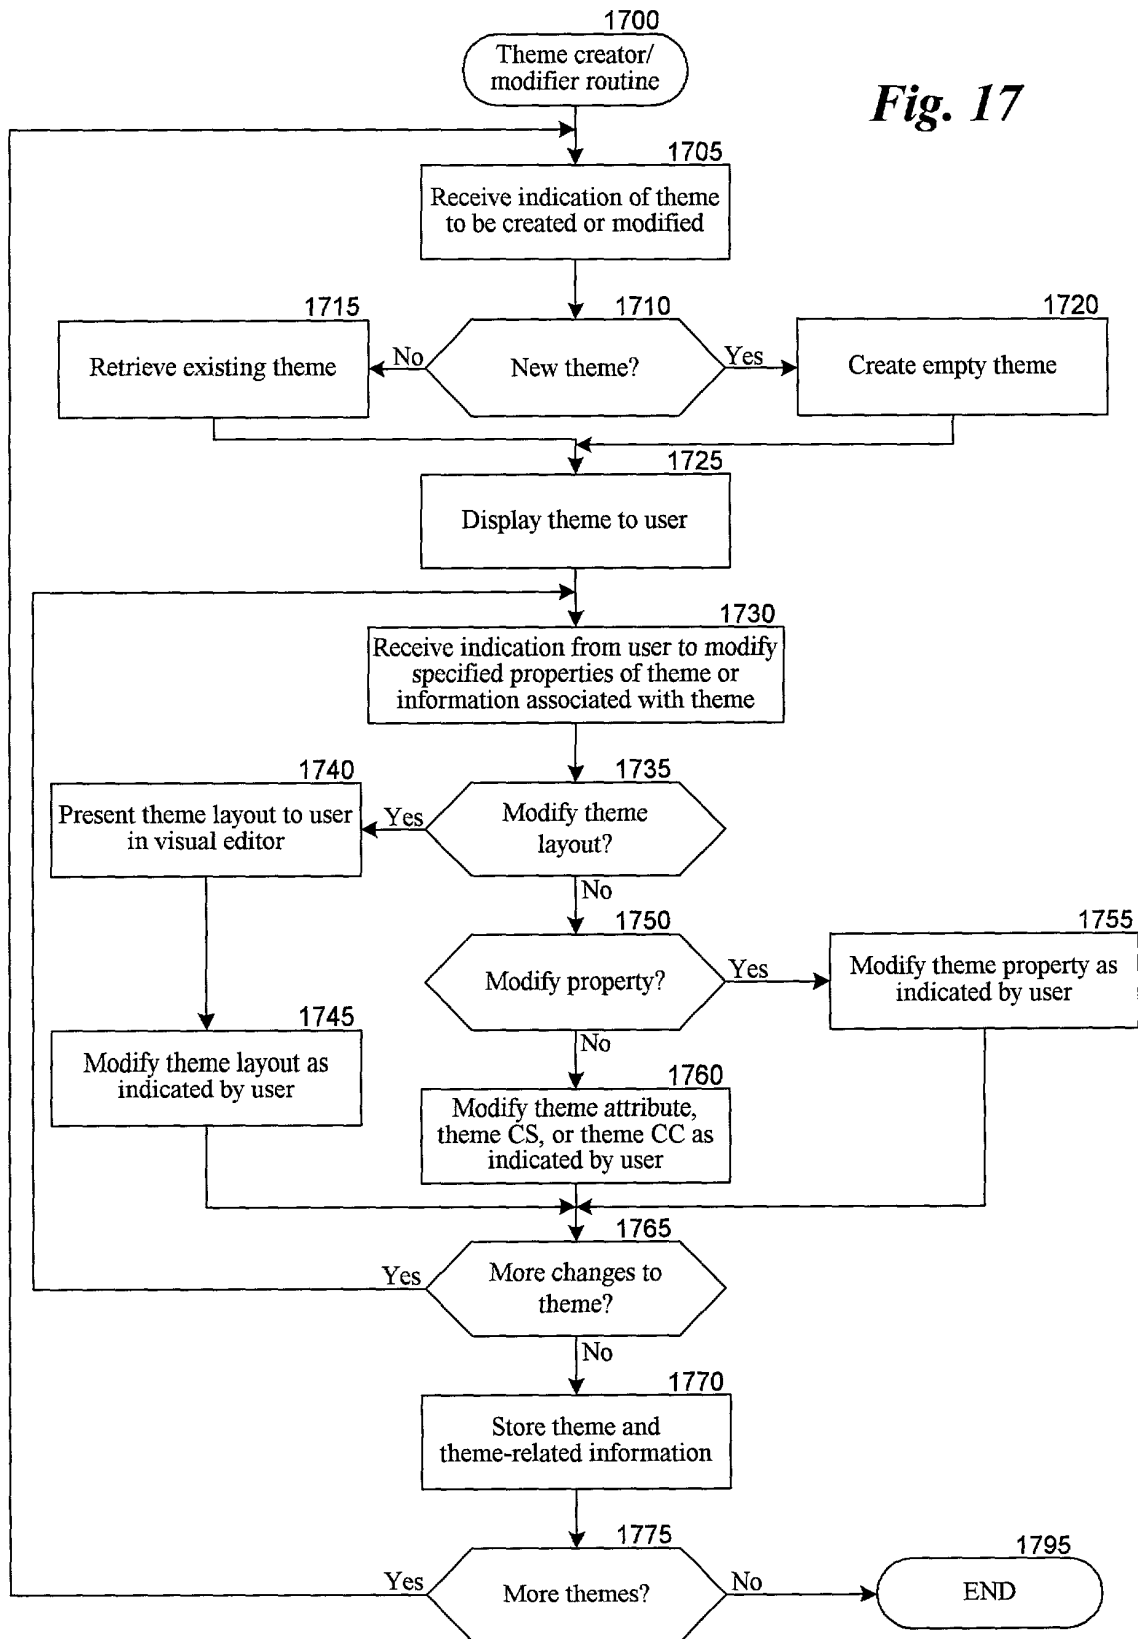 1700
Theme creator/
modifier routine
Fig. 17
1705
Receive indication of theme
to be created or modified
1715
1710
1720
Retrieve existing theme
No
New theme?
Yes
Create empty theme
1725
Display theme to user
1730
Receive indication from user to modify
specified properties of theme or
information associated with theme
1740
1735
Present theme layout to user
in visual editor
Yes
Modify theme
layout?
No
1750
1755
Modify property?
Yes
Modify theme property as
indicated by user
1745
No
Modify theme layout as
indicated by user
1760
Modify theme attribute,
theme CS, or theme CC as
indicated by user
1765
Yes
More changes to
theme?
No
1770
Store theme and
theme-related information
1775
1795
Yes
More themes?
No
END